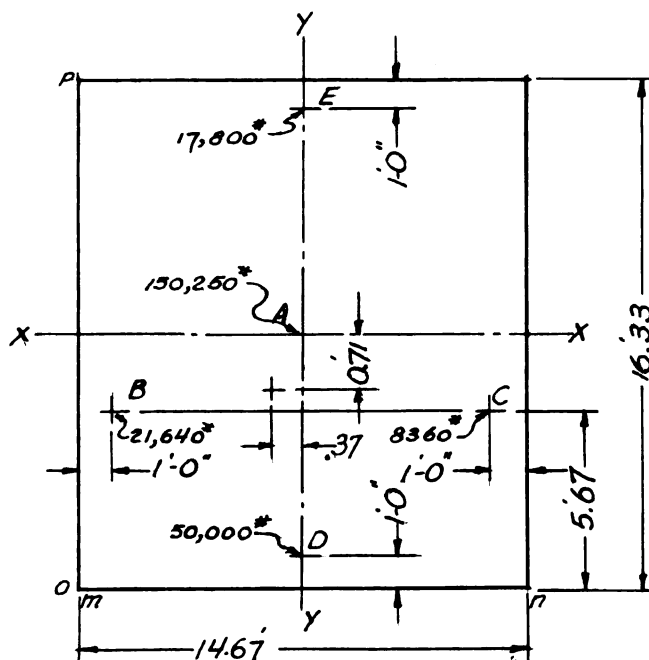 Y
P
E
17,800#
1'-0"
150,250#
X
A
X
0.71'
16.33'
B
C
21,640#
.37
8360#
1'-0"
1'-0"
1'-0"
5.67'
50,000#
D
O
m
Y
n
14.67'